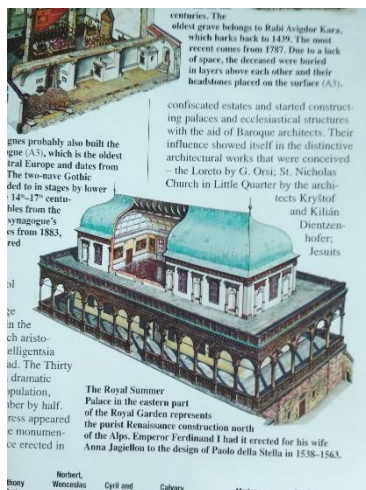 centuries. The
oldest grave belongs to Rabi Avigdor Kara,
which harks back to 1439. The most
recent comes from 1787. Due to a lack
of space, the deceased were buried
in layers above each other and their
headstones placed on the surface (A3).
confiscated estates and started construct-
ing palaces and ecclesiastical structures
with the aid of Baroque architects. Their
influence showed itself in the distinctive
architectural works that were conceived
– the Loreto by G. Orsi; St. Nicholas
Church in Little Quarter by the archi-
tects Kryštof
and Kilián
Dientzen-
hofer;
Jesuits
gnes probably also built the
gue (A3), which is the oldest
tral Europe and dates from
The two-nave Gothic
ded to in stages by lower
14th–17th centu-
bles from the
synagogue's
es from 1883,
red
ol
ge
in the
ch aristo-
elligentsia
ad. The Thirty
dramatic
opulation,
nber by half.
ress appeared
e monumen-
ce erected in
The Royal Summer
Palace in the eastern part
of the Royal Garden represents
the purist Renaissance construction north
of the Alps. Emperor Ferdinand I had it erected for his wife
Anna Jagiellon to the design of Paolo della Stella in 1538–1563.
Norbert,
Wenceslas
Cyril and
Calvary